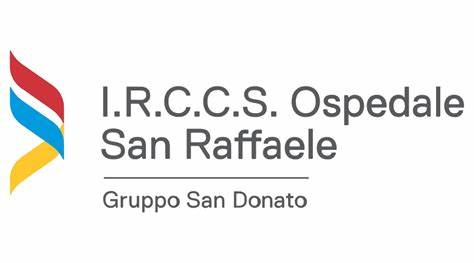 I.R.C.C.S. Ospedale
San Raffaele
Gruppo San Donato